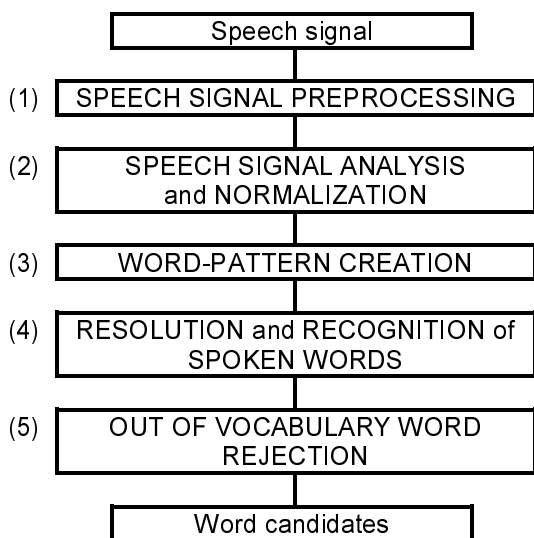 Speech signal
(1) SPEECH SIGNAL PREPROCESSING
(2) SPEECH SIGNAL ANALYSIS
and NORMALIZATION
(3) WORD-PATTERN CREATION
(4) RESOLUTION and RECOGNITION of
SPOKEN WORDS
(5) OUT OF VOCABULARY WORD
REJECTION
Word candidates